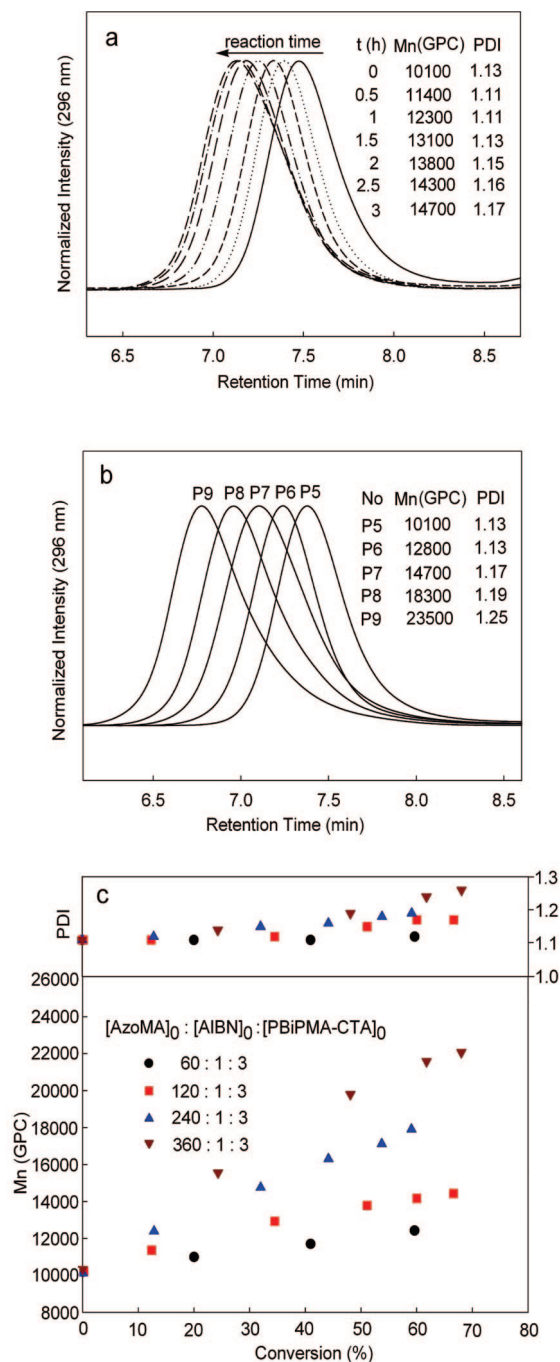 a
reaction time
t (h) Mn(GPC) PDI
0 10100 1.13
0.5 11400 1.11
1 12300 1.11
1.5 13100 1.13
2 13800 1.15
2.5 14300 1.16
3 14700 1.17
Normalized Intensity (296 nm)
6.5 7.0 7.5 8.0 8.5
Retention Time (min)
b
P9 P8 P7 P6 P5
No Mn(GPC) PDI
P5 10100 1.13
P6 12800 1.13
P7 14700 1.17
P8 18300 1.19
P9 23500 1.25
Normalized Intensity (296 nm)
6.5 7.0 7.5 8.0 8.5
Retention Time (min)
c
PDI
1.3
1.2
1.1
1.0
26000
24000
22000
20000
18000
16000
14000
12000
10000
8000
Mn (GPC)
[AzoMA]0 : [AIBN]0 : [PBiPMA-CTA]0
60 : 1 : 3
120 : 1 : 3
240 : 1 : 3
360 : 1 : 3
0 10 20 30 40 50 60 70 80
Conversion (%)